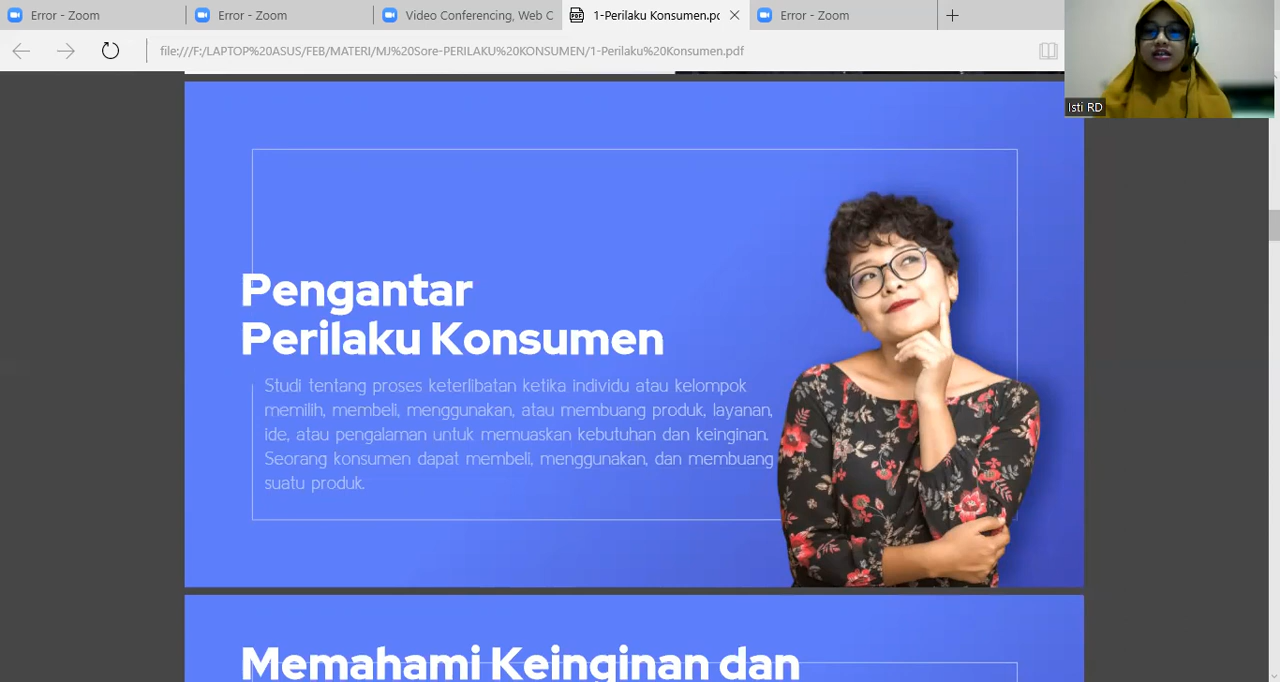 Error - Zoom
Error - Zoom
Video Conferencing, Web C
1-Perilaku Konsumen.pc
Error - Zoom
file:///F:/LAPTOP%20ASUS/FEB/MATERI/MJ%20Sore-PERILAKU%20KONSUMEN/1-Perilaku%20Konsumen.pdf
Isti RD
Pengantar
Perilaku Konsumen
Studi tentang proses keterlibatan ketika individu atau kelompok
memilih, membeli, menggunakan, atau membuang produk, layanan,
ide, atau pengalaman untuk memuaskan kebutuhan dan keinginan.
Seorang konsumen dapat membeli, menggunakan, dan membuang
suatu produk.
Memahami Keinginan dan